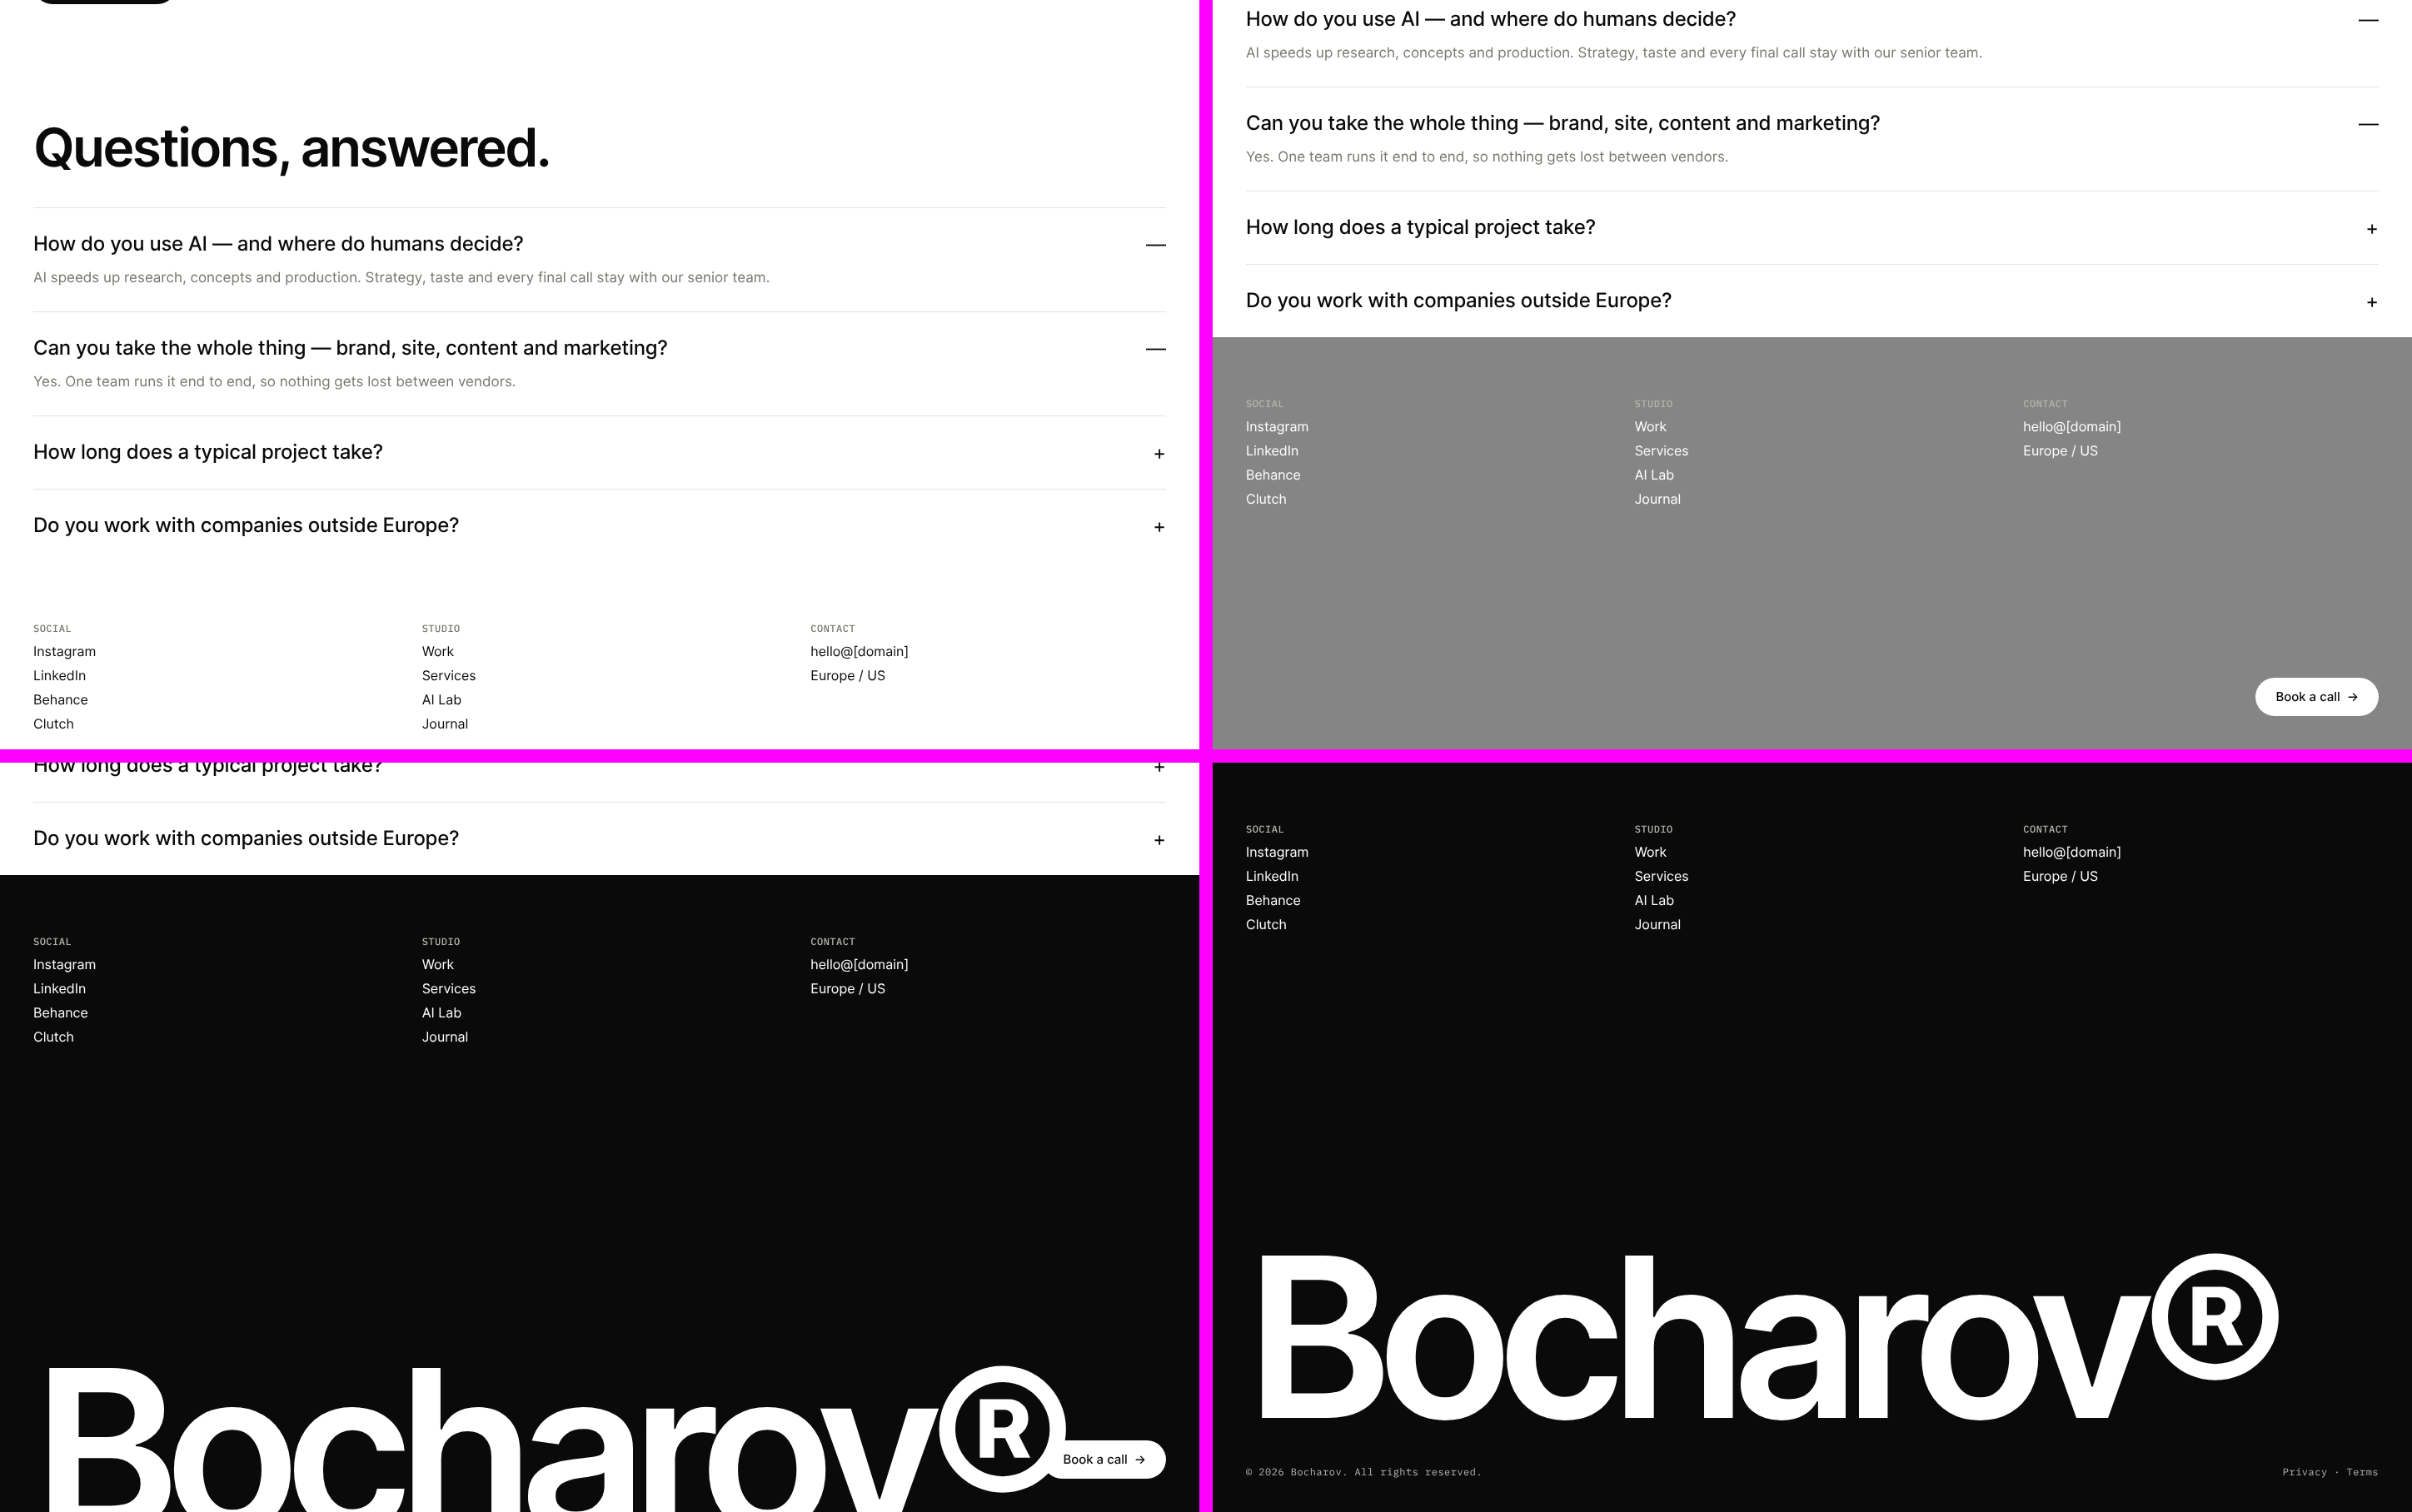 Questions, answered.
How do you use AI — and where do humans decide? —
AI speeds up research, concepts and production. Strategy, taste and every final call stay with our senior team.
Can you take the whole thing — brand, site, content and marketing? —
Yes. One team runs it end to end, so nothing gets lost between vendors.
How long does a typical project take? +
Do you work with companies outside Europe? +
SOCIAL STUDIO CONTACT
Instagram Work hello@[domain]
LinkedIn Services Europe / US
Behance AI Lab
Clutch Journal
How do you use AI — and where do humans decide? —
AI speeds up research, concepts and production. Strategy, taste and every final call stay with our senior team.
Can you take the whole thing — brand, site, content and marketing? —
Yes. One team runs it end to end, so nothing gets lost between vendors.
How long does a typical project take? +
Do you work with companies outside Europe? +
SOCIAL STUDIO CONTACT
Instagram Work hello@[domain]
LinkedIn Services Europe / US
Behance AI Lab
Clutch Journal
Book a call →
How long does a typical project take? +
Do you work with companies outside Europe? +
SOCIAL STUDIO CONTACT
Instagram Work hello@[domain]
LinkedIn Services Europe / US
Behance AI Lab
Clutch Journal
Bocharov®
Book a call →
SOCIAL STUDIO CONTACT
Instagram Work hello@[domain]
LinkedIn Services Europe / US
Behance AI Lab
Clutch Journal
Bocharov®
© 2026 Bocharov. All rights reserved. Privacy · Terms